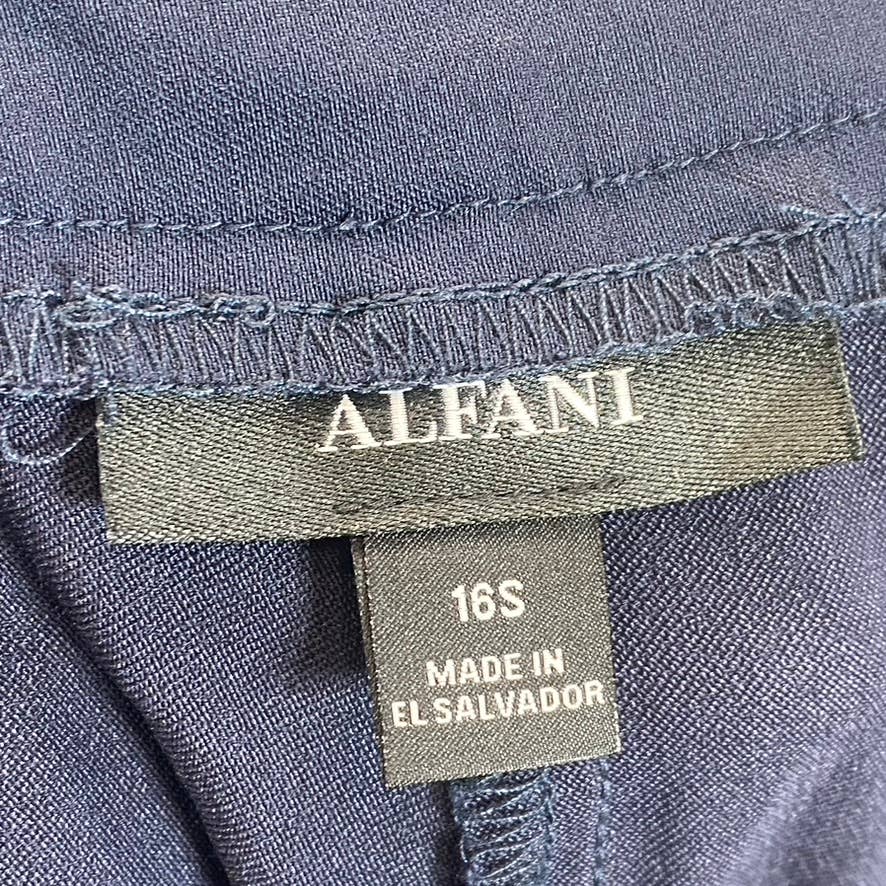 ALFANI
16S
MADE IN
EL SALVADOR